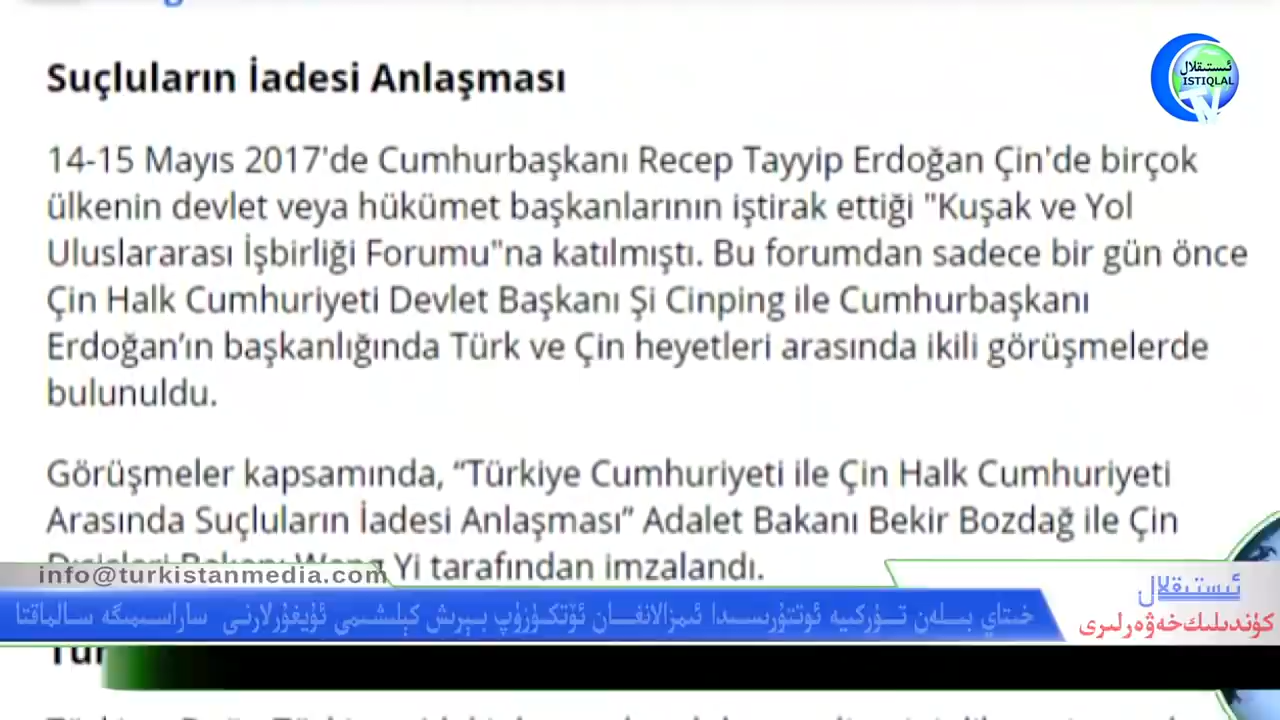 Suçluların İadesi Anlaşması
ئىستىقلال
ISTIQLAL
TV
14-15 Mayıs 2017'de Cumhurbaşkanı Recep Tayyip Erdoğan Çin'de birçok
ülkenin devlet veya hükümet başkanlarının iştirak ettiği "Kuşak ve Yol
Uluslararası İşbirliği Forumu"na katılmıştı. Bu forumdan sadece bir gün önce
Çin Halk Cumhuriyeti Devlet Başkanı Şi Cinping ile Cumhurbaşkanı
Erdoğan’ın başkanlığında Türk ve Çin heyetleri arasında ikili görüşmelerde
bulunuldu.
Görüşmeler kapsamında, “Türkiye Cumhuriyeti ile Çin Halk Cumhuriyeti
Arasında Suçluların İadesi Anlaşması” Adalet Bakanı Bekir Bozdağ ile Çin
Yi tarafından imzalandı.
info@turkistanmedia.com
ئىستىقلال
كۈندىلىك خەۋەرلىرى
خىتاي بىلەن تۈركىيە ئوتتۇرىسىدا ئىمزالانغان ئۆتكۈزۈپ بېرىش كېلىشىمى ئۇيغۇرلارنى ساراسىمىگە سالماقتا